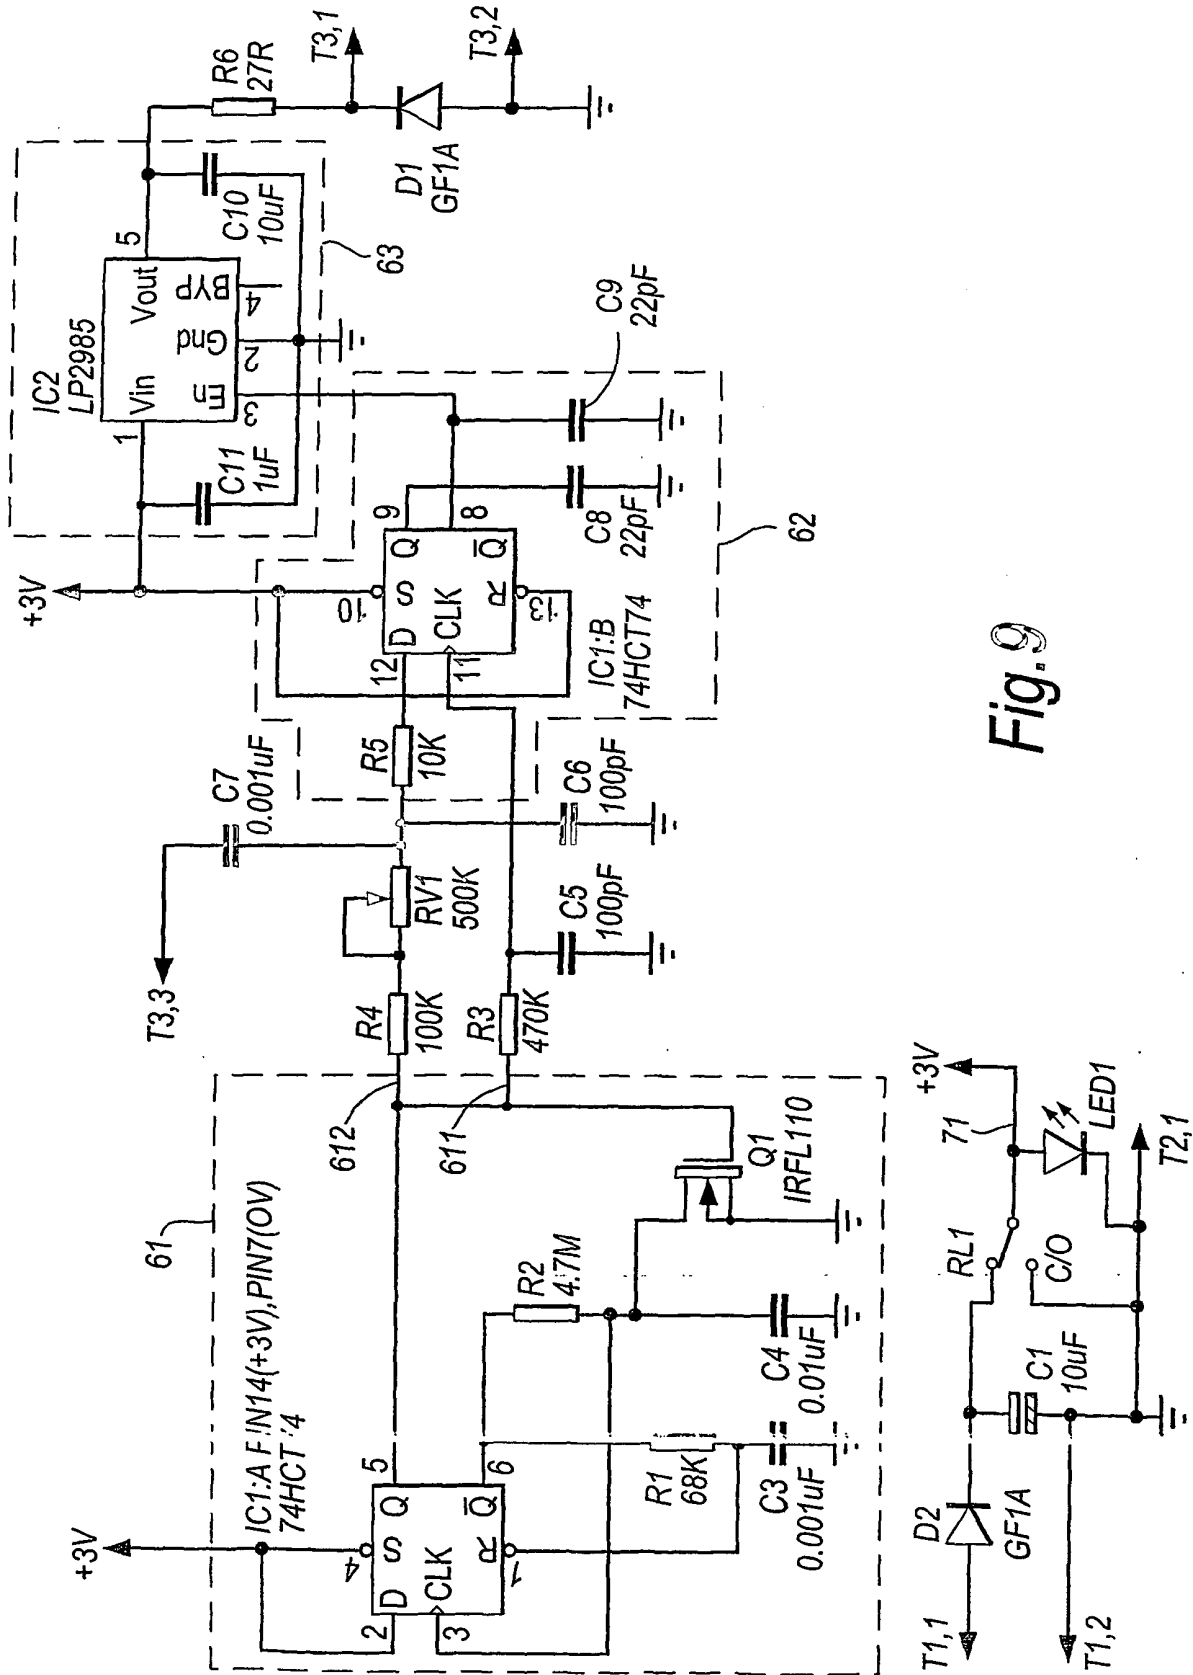 +3V
IC1:A
74HCT
61
4
S
2
D
Q
5
3
CLK
R
Q
6
1
R1
68K
C3
0.001uF
R2
4.7M
C4
0.01uF
Q1
IRFL110
612
611
R4
100K
R3
470K
RV1
500K
T3,3
C7
0.001uF
C5
100pF
C6
100pF
R5
10K
+3V
10
S
12
D
Q
9
11
CLK
R
Q
8
13
IC1:B
74HCT74
C8
22pF
C9
22pF
62
IC2
LP2985
1
Vin
Vout
5
En
Gnd
BYP
3
2
4
C11
1uF
C10
10uF
63
R6
27R
T3,1
D1
GF1A
T3,2
T1,1
D2
GF1A
T1,2
C1
10uF
RL1
C/O
71
+3V
LED1
T2,1
Fig.9